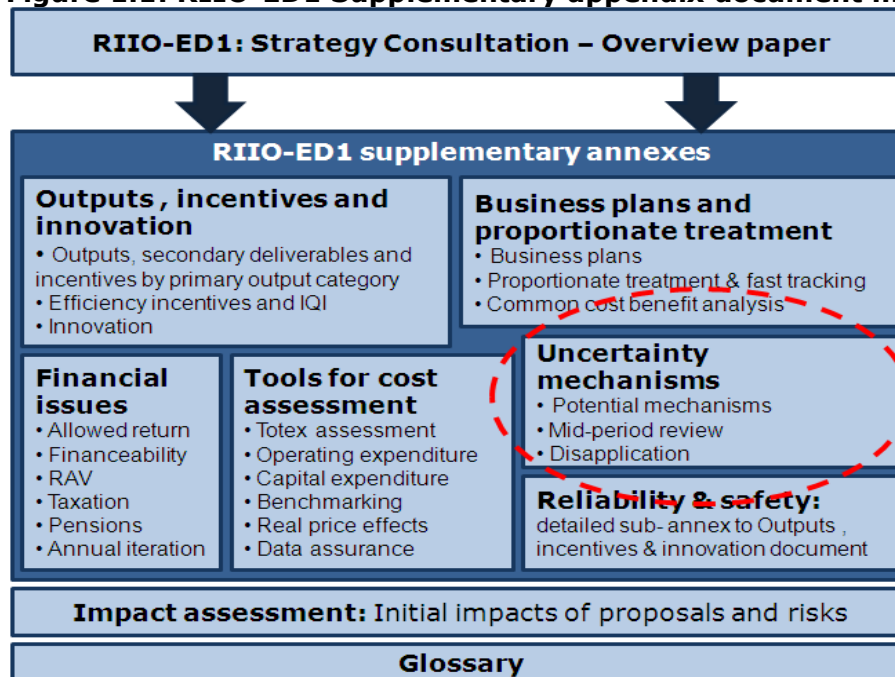 RIIO-ED1: Strategy Consultation – Overview paper
RIIO-ED1 supplementary annexes
Outputs , incentives and
innovation
• Outputs, secondary deliverables and
incentives by primary output category
• Efficiency incentives and IQI
• Innovation
Business plans and
proportionate treatment
• Business plans
• Proportionate treatment & fast tracking
• Common cost benefit analysis
Financial
issues
• Allowed return
• Financeability
• RAV
• Taxation
• Pensions
• Annual iteration
Tools for cost
assessment
• Totex assessment
• Operating expenditure
• Capital expenditure
• Benchmarking
• Real price effects
• Data assurance
Uncertainty
mechanisms
• Potential mechanisms
• Mid-period review
• Disapplication
Reliability & safety:
detailed sub- annex to Outputs ,
incentives & innovation document
Impact assessment: Initial impacts of proposals and risks
Glossary